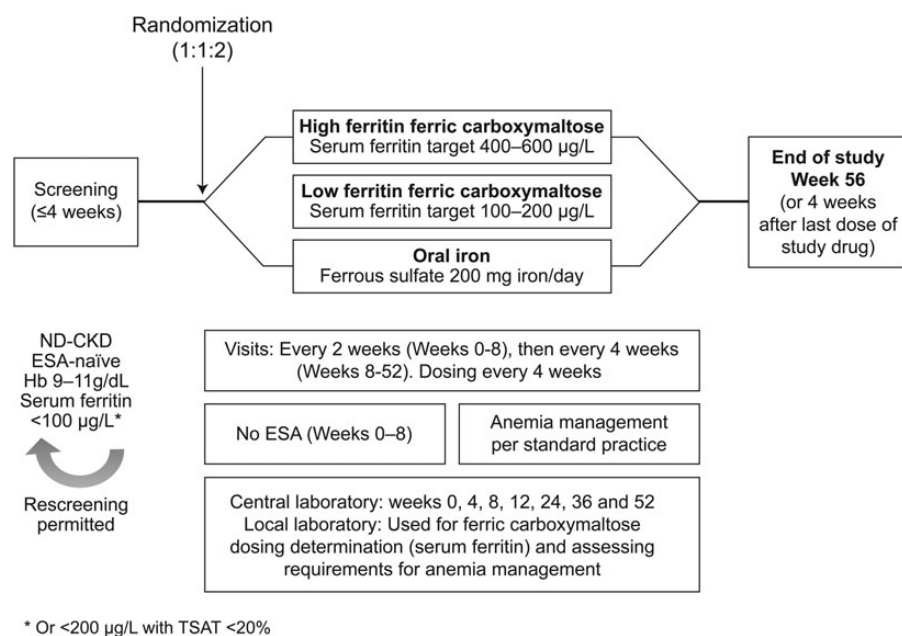 Randomization
(1:1:2)
Screening
(≤4 weeks)
High ferritin ferric carboxymaltose
Serum ferritin target 400–600 µg/L
Low ferritin ferric carboxymaltose
Serum ferritin target 100–200 µg/L
Oral iron
Ferrous sulfate 200 mg iron/day
End of study
Week 56
(or 4 weeks
after last dose of
study drug)
ND-CKD
ESA-naïve
Hb 9–11g/dL
Serum ferritin
<100 µg/L*
Rescreening
permitted
Visits: Every 2 weeks (Weeks 0-8), then every 4 weeks
(Weeks 8-52). Dosing every 4 weeks
No ESA (Weeks 0–8)
Anemia management
per standard practice
Central laboratory: weeks 0, 4, 8, 12, 24, 36 and 52
Local laboratory: Used for ferric carboxymaltose
dosing determination (serum ferritin) and assessing
requirements for anemia management
* Or <200 µg/L with TSAT <20%